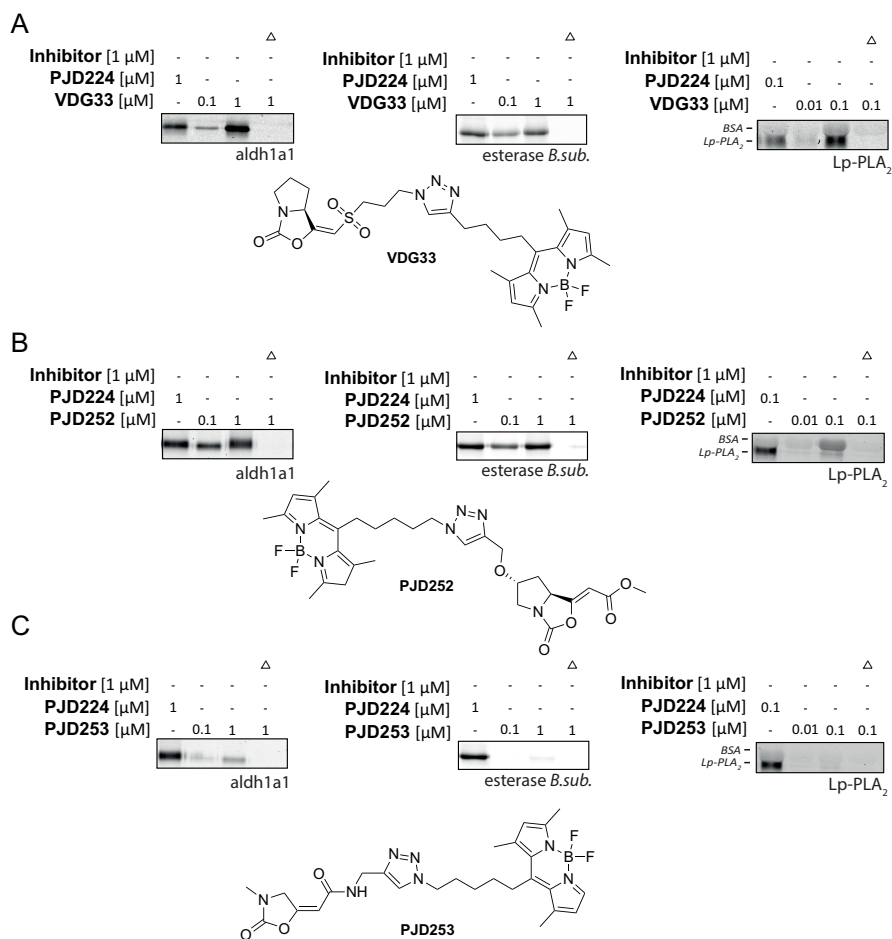 A
△ △ △
Inhibitor [1 µM] - - - - Inhibitor [1 µM] - - - - Inhibitor [1 µM] - - - -
PJD224 [µM] 1 - - - PJD224 [µM] 1 - - - PJD224 [µM] 0.1 - - -
VDG33 [µM] - 0.1 1 1 VDG33 [µM] - 0.1 1 1 VDG33 [µM] - 0.01 0.1 0.1
BSA
Lp-PLA2
aldh1a1 esterase B.sub. Lp-PLA2
N O O O S O N N N N B N F F
VDG33
B
△ △ △
Inhibitor [1 µM] - - - - Inhibitor [1 µM] - - - - Inhibitor [1 µM] - - - -
PJD224 [µM] 1 - - - PJD224 [µM] 1 - - - PJD224 [µM] 0.1 - - -
PJD252 [µM] - 0.1 1 1 PJD252 [µM] - 0.1 1 1 PJD252 [µM] - 0.01 0.1 0.1
BSA
Lp-PLA2
aldh1a1 esterase B.sub. Lp-PLA2
N B N F F N N N O N O O O O
PJD252
C
△ △ △
Inhibitor [1 µM] - - - - Inhibitor [1 µM] - - - - Inhibitor [1 µM] - - - -
PJD224 [µM] 1 - - - PJD224 [µM] 1 - - - PJD224 [µM] 0.1 - - -
PJD253 [µM] - 0.1 1 1 PJD253 [µM] - 0.1 1 1 PJD253 [µM] - 0.01 0.1 0.1
BSA
Lp-PLA2
aldh1a1 esterase B.sub. Lp-PLA2
N O O O NH N N N N B N F F
PJD253